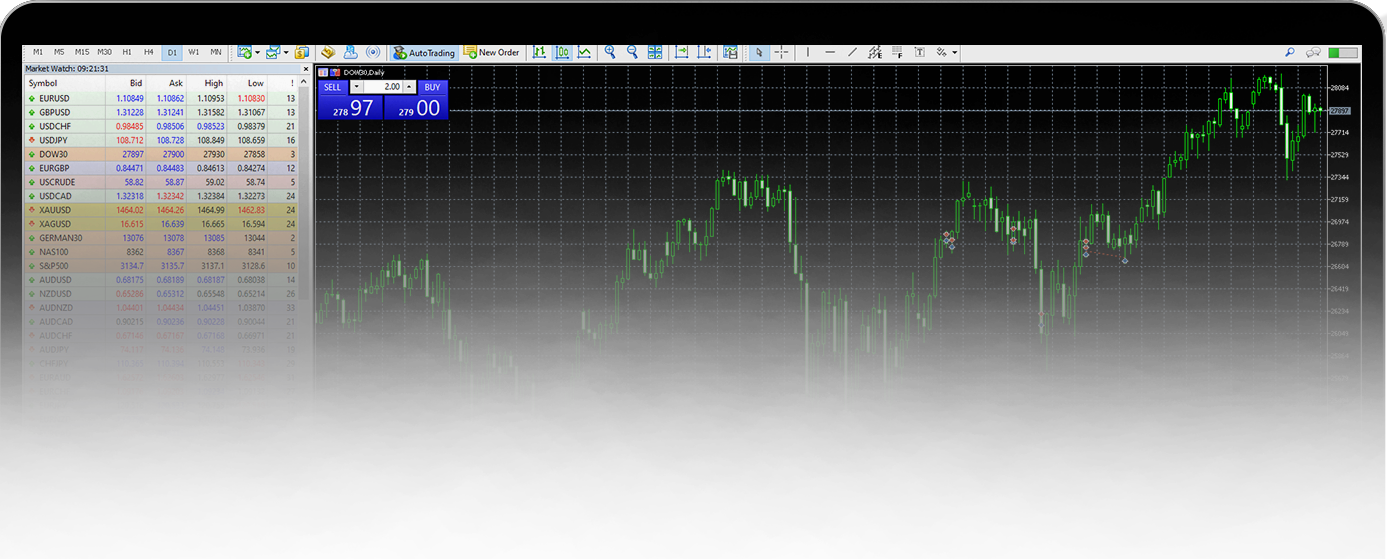 M1 M5 M15 M30 H1 H4 D1 W1 MN AutoTrading New Order E F T
Market Watch: 09:21:31
Symbol Bid Ask High Low !
EURUSD 1.10849 1.10862 1.10953 1.10830 13
GBPUSD 1.31228 1.31241 1.31582 1.31067 13
USDCHF 0.98485 0.98506 0.98523 0.98379 21
USDJPY 108.712 108.728 108.849 108.659 16
DOW30 27897 27900 27930 27858 3
EURGBP 0.84471 0.84483 0.84613 0.84274 12
USCRUDE 58.82 58.87 59.02 58.74 5
USDCAD 1.32318 1.32342 1.32384 1.32273 24
XAUUSD 1464.02 1464.26 1464.99 1462.83 24
XAGUSD 16.615 16.639 16.665 16.594 24
GERMAN30 13076 13078 13085 13044 2
NAS100 8362 8367 8368 8341 5
S&P500 3134.7 3135.7 3137.1 3128.6 10
AUDUSD 0.68175 0.68189 0.68187 0.68038 14
NZDUSD 0.65286 0.65312 0.65548 0.65214 26
AUDNZD 1.04401 1.04434 1.04451 1.03870 33
AUDCAD 0.90215 0.90236 0.90228 0.90044 21
AUDCHF
AUDJPY
DOW30,Daily
SELL 2.00 BUY
278 97 279 00
28084
27897
27714
27529
27344
27159
26974
26789
26604
26419
26234